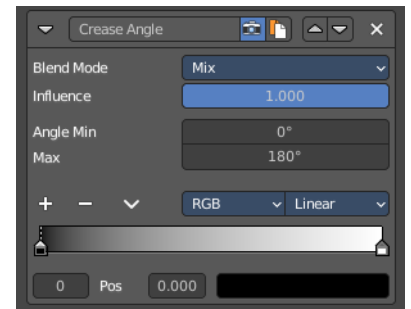 Crease Angle
Blend Mode Mix
Influence 1.000
Angle Min 0°
Max 180°
RGB Linear
0 Pos 0.000